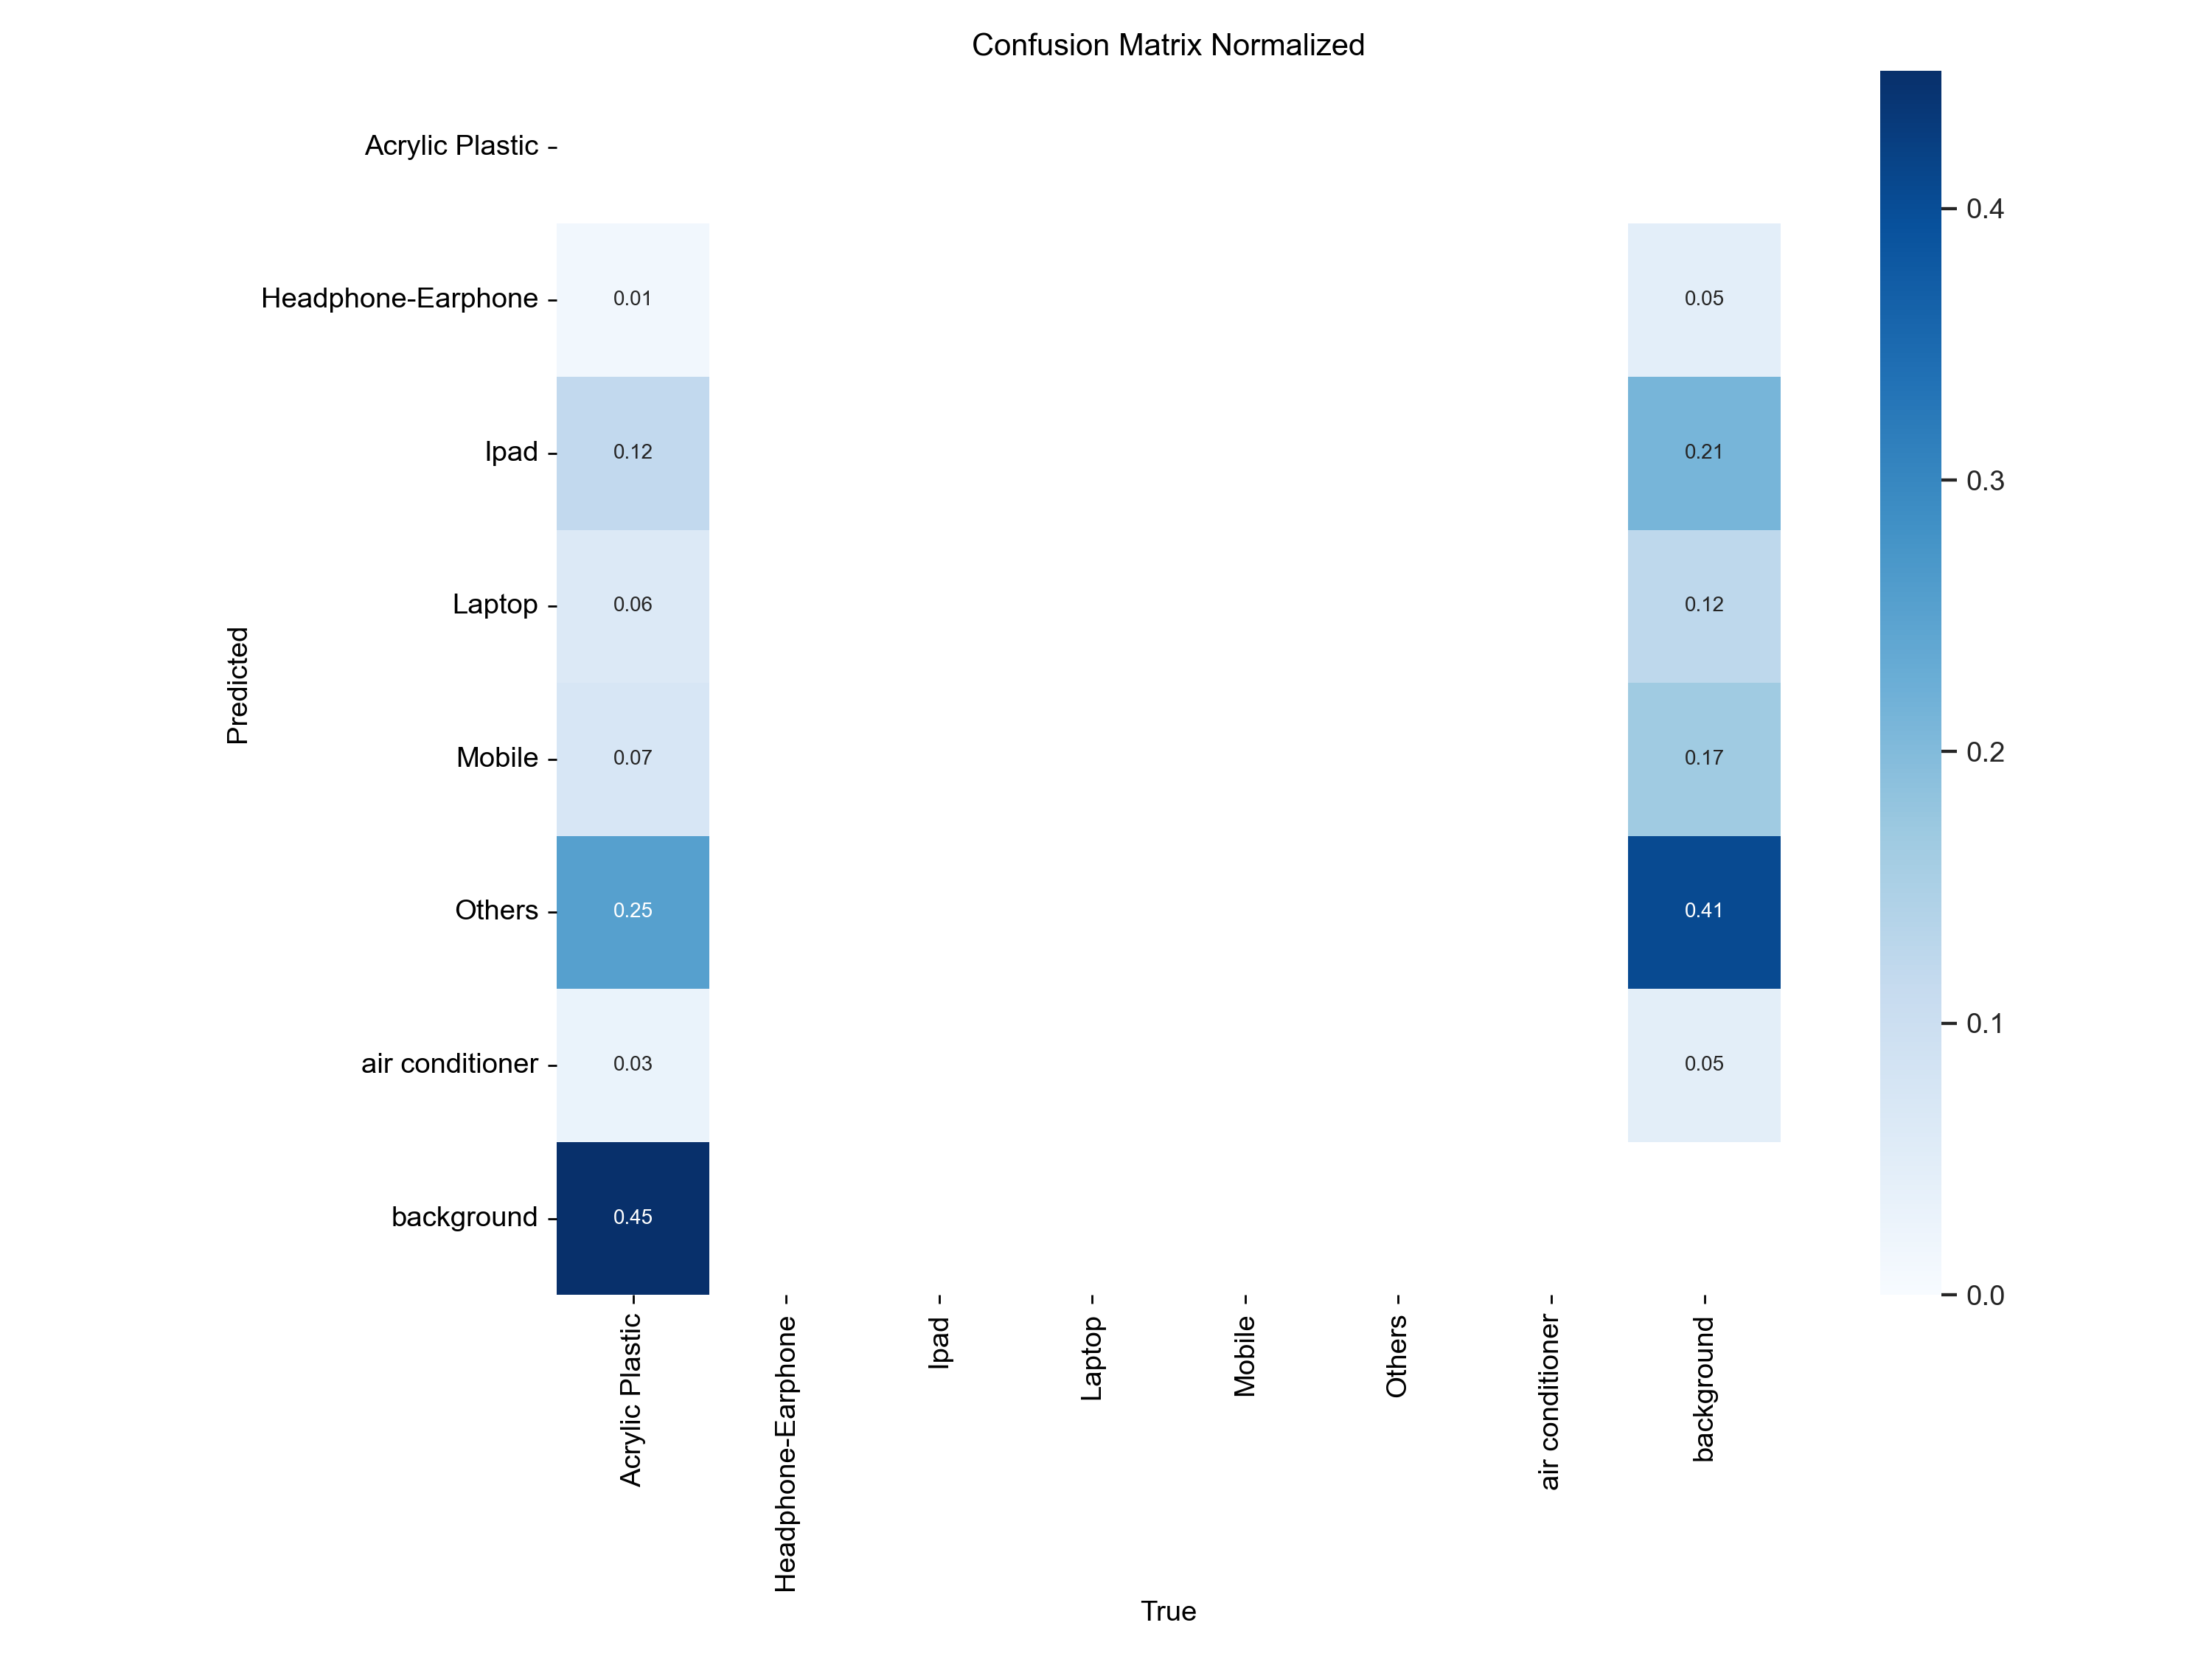 Confusion Matrix Normalized
Acrylic Plastic
Headphone-Earphone
0.01
0.05
Ipad
0.12
0.21
Laptop
0.06
0.12
Mobile
0.07
0.17
Others
0.25
0.41
air conditioner
0.03
0.05
background
0.45
Predicted
Acrylic Plastic
Headphone-Earphone
Ipad
Laptop
Mobile
Others
air conditioner
background
True
0.4
0.3
0.2
0.1
0.0